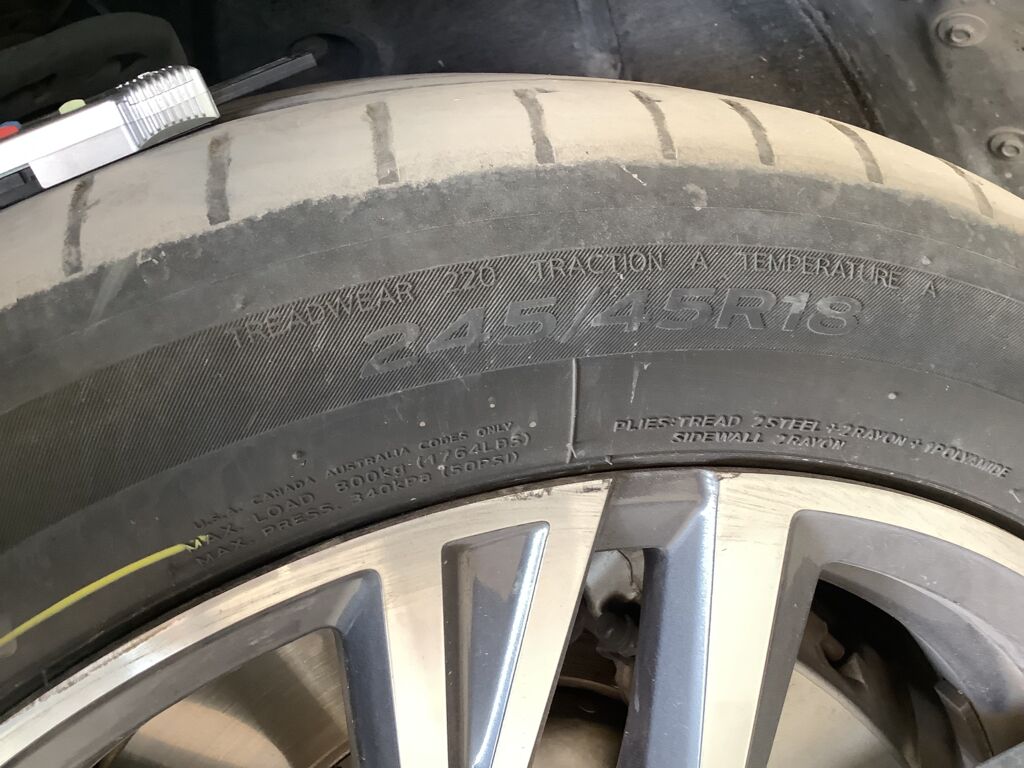 TREADWEAR 220 TRACTION A TEMPERATURE A
245/45R18
PLIES:TREAD 2STEEL+2RAYON+1POLYAMIDE
SIDEWALL 2RAYON
U.S.A. CANADA AUSTRALIA CODES ONLY
MAX. LOAD 800kg (1764LBS)
MAX. PRESS. 340kPa (50PSI)